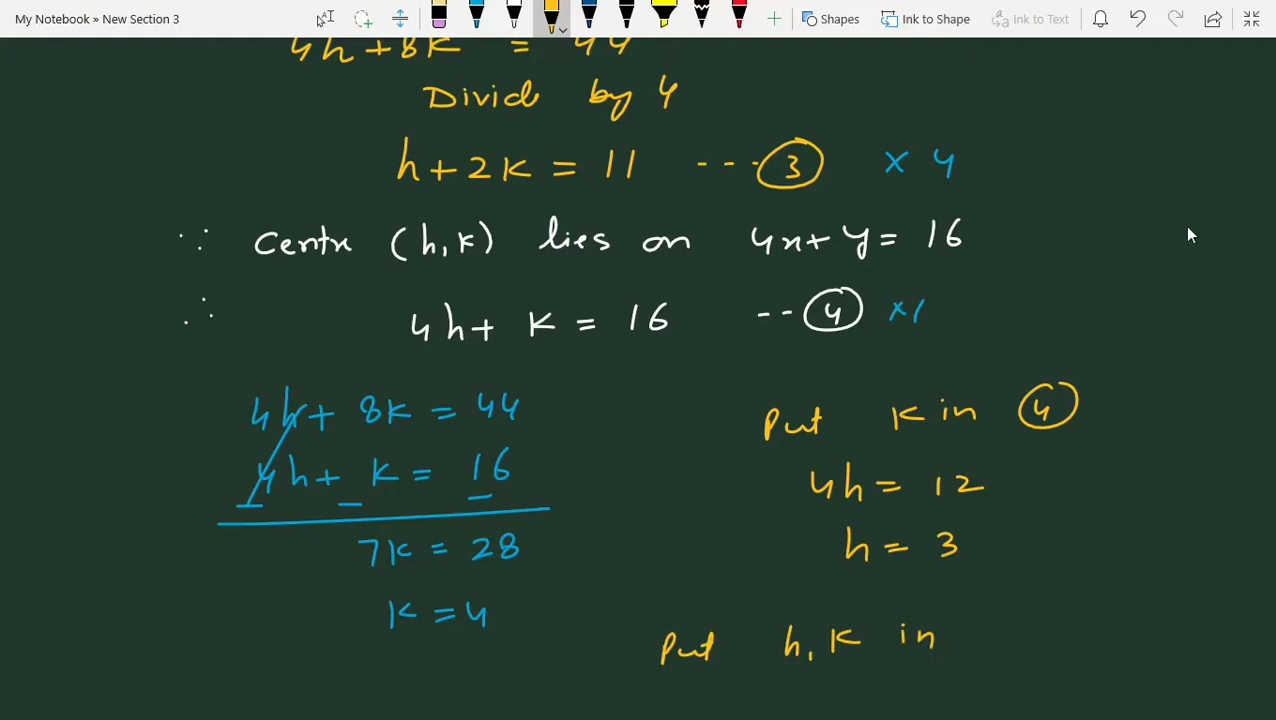 My Notebook » New Section 3
Shapes
Ink to Shape
Ink to Text
4h + 8k = 44
Divide by 4
h + 2k = 11 --- 3 × 4
∵ Centre (h, k) lies on 4x + y = 16
∴ 4h + k = 16 -- 4 ×1
4h + 8k = 44
4h + k = 16
7k = 28
k = 4
Put k in 4
4h = 12
h = 3
Put h, k in